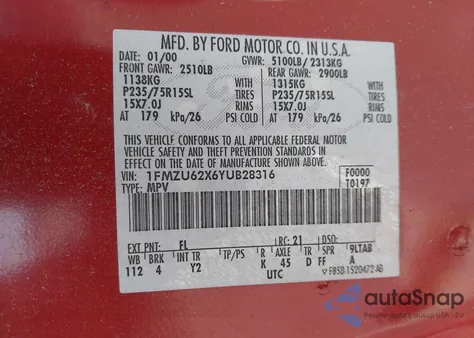 MFD. BY FORD MOTOR CO. IN U.S.A.
DATE: 01/00 GVWR: 5100LB/ 2313KG
FRONT GAWR: 2510LB REAR GAWR: 2900LB
1138KG 1315KG
P235/75R15SL TIRES P235/75R15SL TIRES
15X7.0J RIMS 15X7.0J RIMS
AT 179 kPa/26 PSI COLD AT 179 kPa/26 PSI COLD
THIS VEHICLE CONFORMS TO ALL APPLICABLE FEDERAL MOTOR
VEHICLE SAFETY AND THEFT PREVENTION STANDARDS IN
EFFECT ON THE DATE OF MANUFACTURE SHOWN ABOVE.
VIN: 1FMZU62X6YUB28316 F0000
TYPE: MPV T0197
EXT PNT: FL RC: 21 DSO:
WB BRK INT TR TP/PS R AXLE TR SPR 9LTAB
112 4 Y2 K 45 D FF A
UTC F85B-1520472-AB
autoSnap